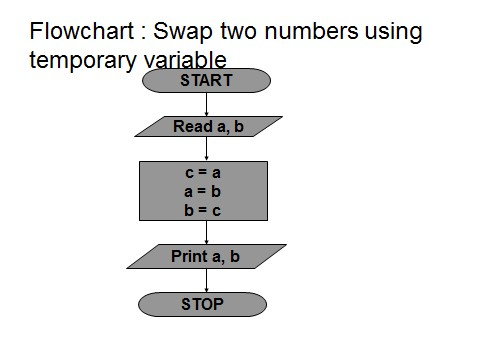 Flowchart : Swap two numbers using
temporary variable
START
Read a, b
c = a
a = b
b = c
Print a, b
STOP